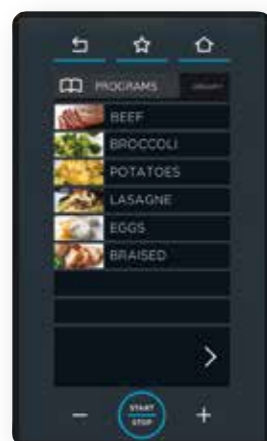 PROGRAMS
BEEF
BROCCOLI
POTATOES
LASAGNE
EGGS
BRAISED
START
STOP